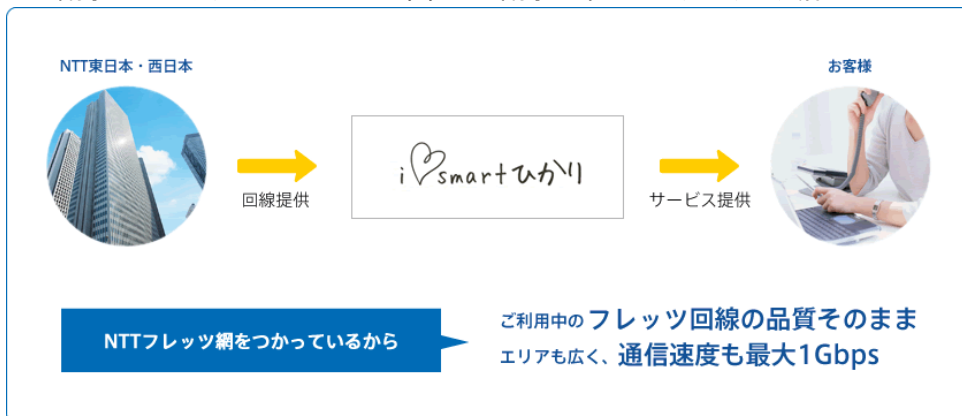 NTT東日本・西日本
お客様
i♡smartひかり
回線提供
サービス提供
NTTフレッツ網をつかっているから
ご利用中のフレッツ回線の品質そのまま
エリアも広く、通信速度も最大1Gbps